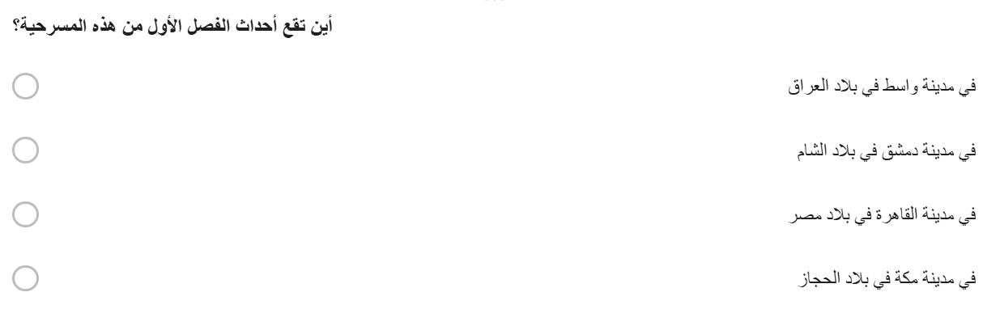 أين تقع أحداث الفصل الأول من هذه المسرحية؟
في مدينة واسط في بلاد العراق
في مدينة دمشق في بلاد الشام
في مدينة القاهرة في بلاد مصر
في مدينة مكة في بلاد الحجاز